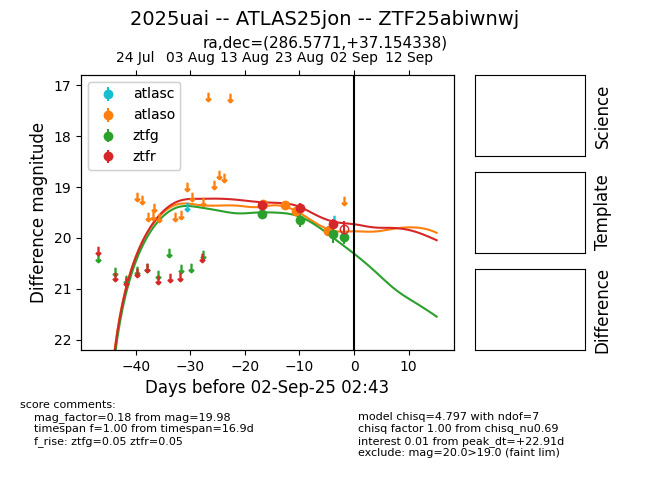 2025uai -- ATLAS25jon -- ZTF25abiwnwj
ra,dec=(286.5771,+37.154338)
24 Jul 03 Aug 13 Aug 23 Aug 02 Sep 12 Sep
17
18
19
20
21
22
Difference magnitude
atlasc
atlaso
ztfg
ztfr
−40 −30 −20 −10 0 10
Days before 02-Sep-25 02:43
Science
Template
Difference
score comments:
mag_factor=0.18 from mag=19.98
timespan f=1.00 from timespan=16.9d
f_rise: ztfg=0.05 ztfr=0.05
model chisq=4.797 with ndof=7
chisq factor 1.00 from chisq_nu0.69
interest 0.01 from peak_dt=+22.91d
exclude: mag=20.0>19.0 (faint lim)